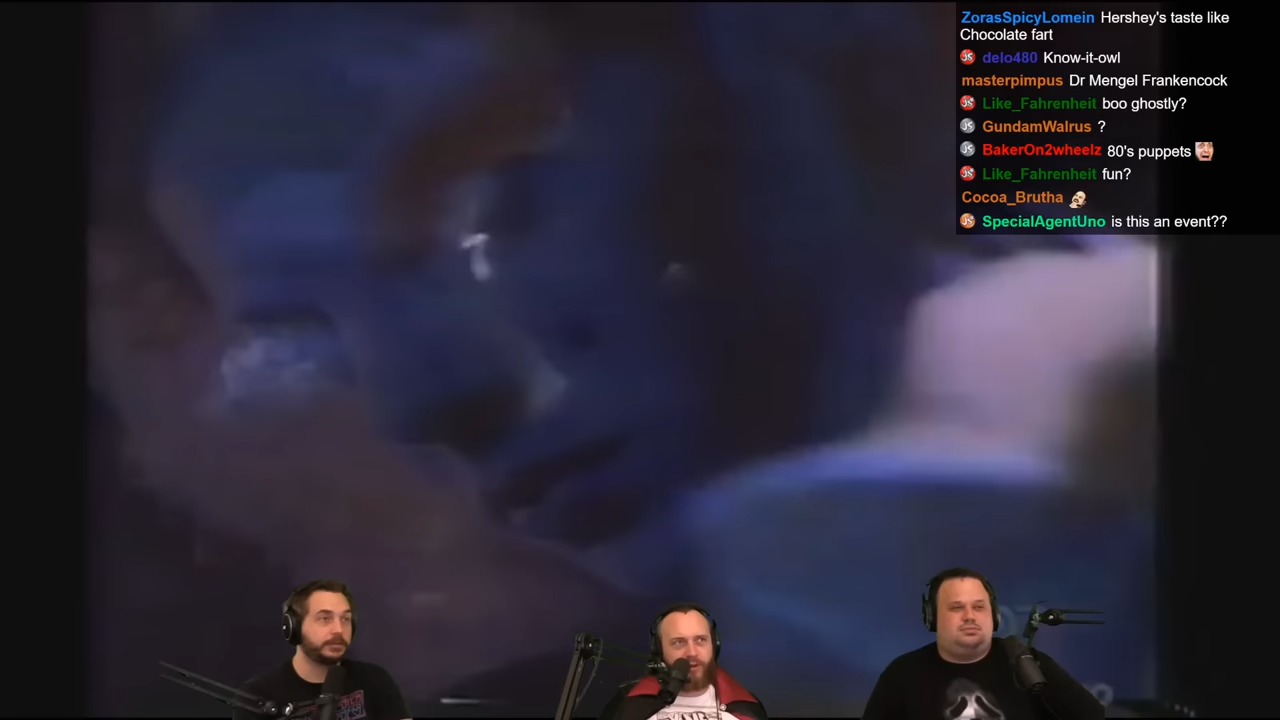 ZorasSpicyLomein Hershey's taste like
Chocolate fart
delo480 Know-it-owl
masterpimpus Dr Mengel Frankencock
Like_Fahrenheit boo ghostly?
GundamWalrus ?
BakerOn2wheelz 80's puppets
Like_Fahrenheit fun?
Cocoa_Brutha
SpecialAgentUno is this an event??